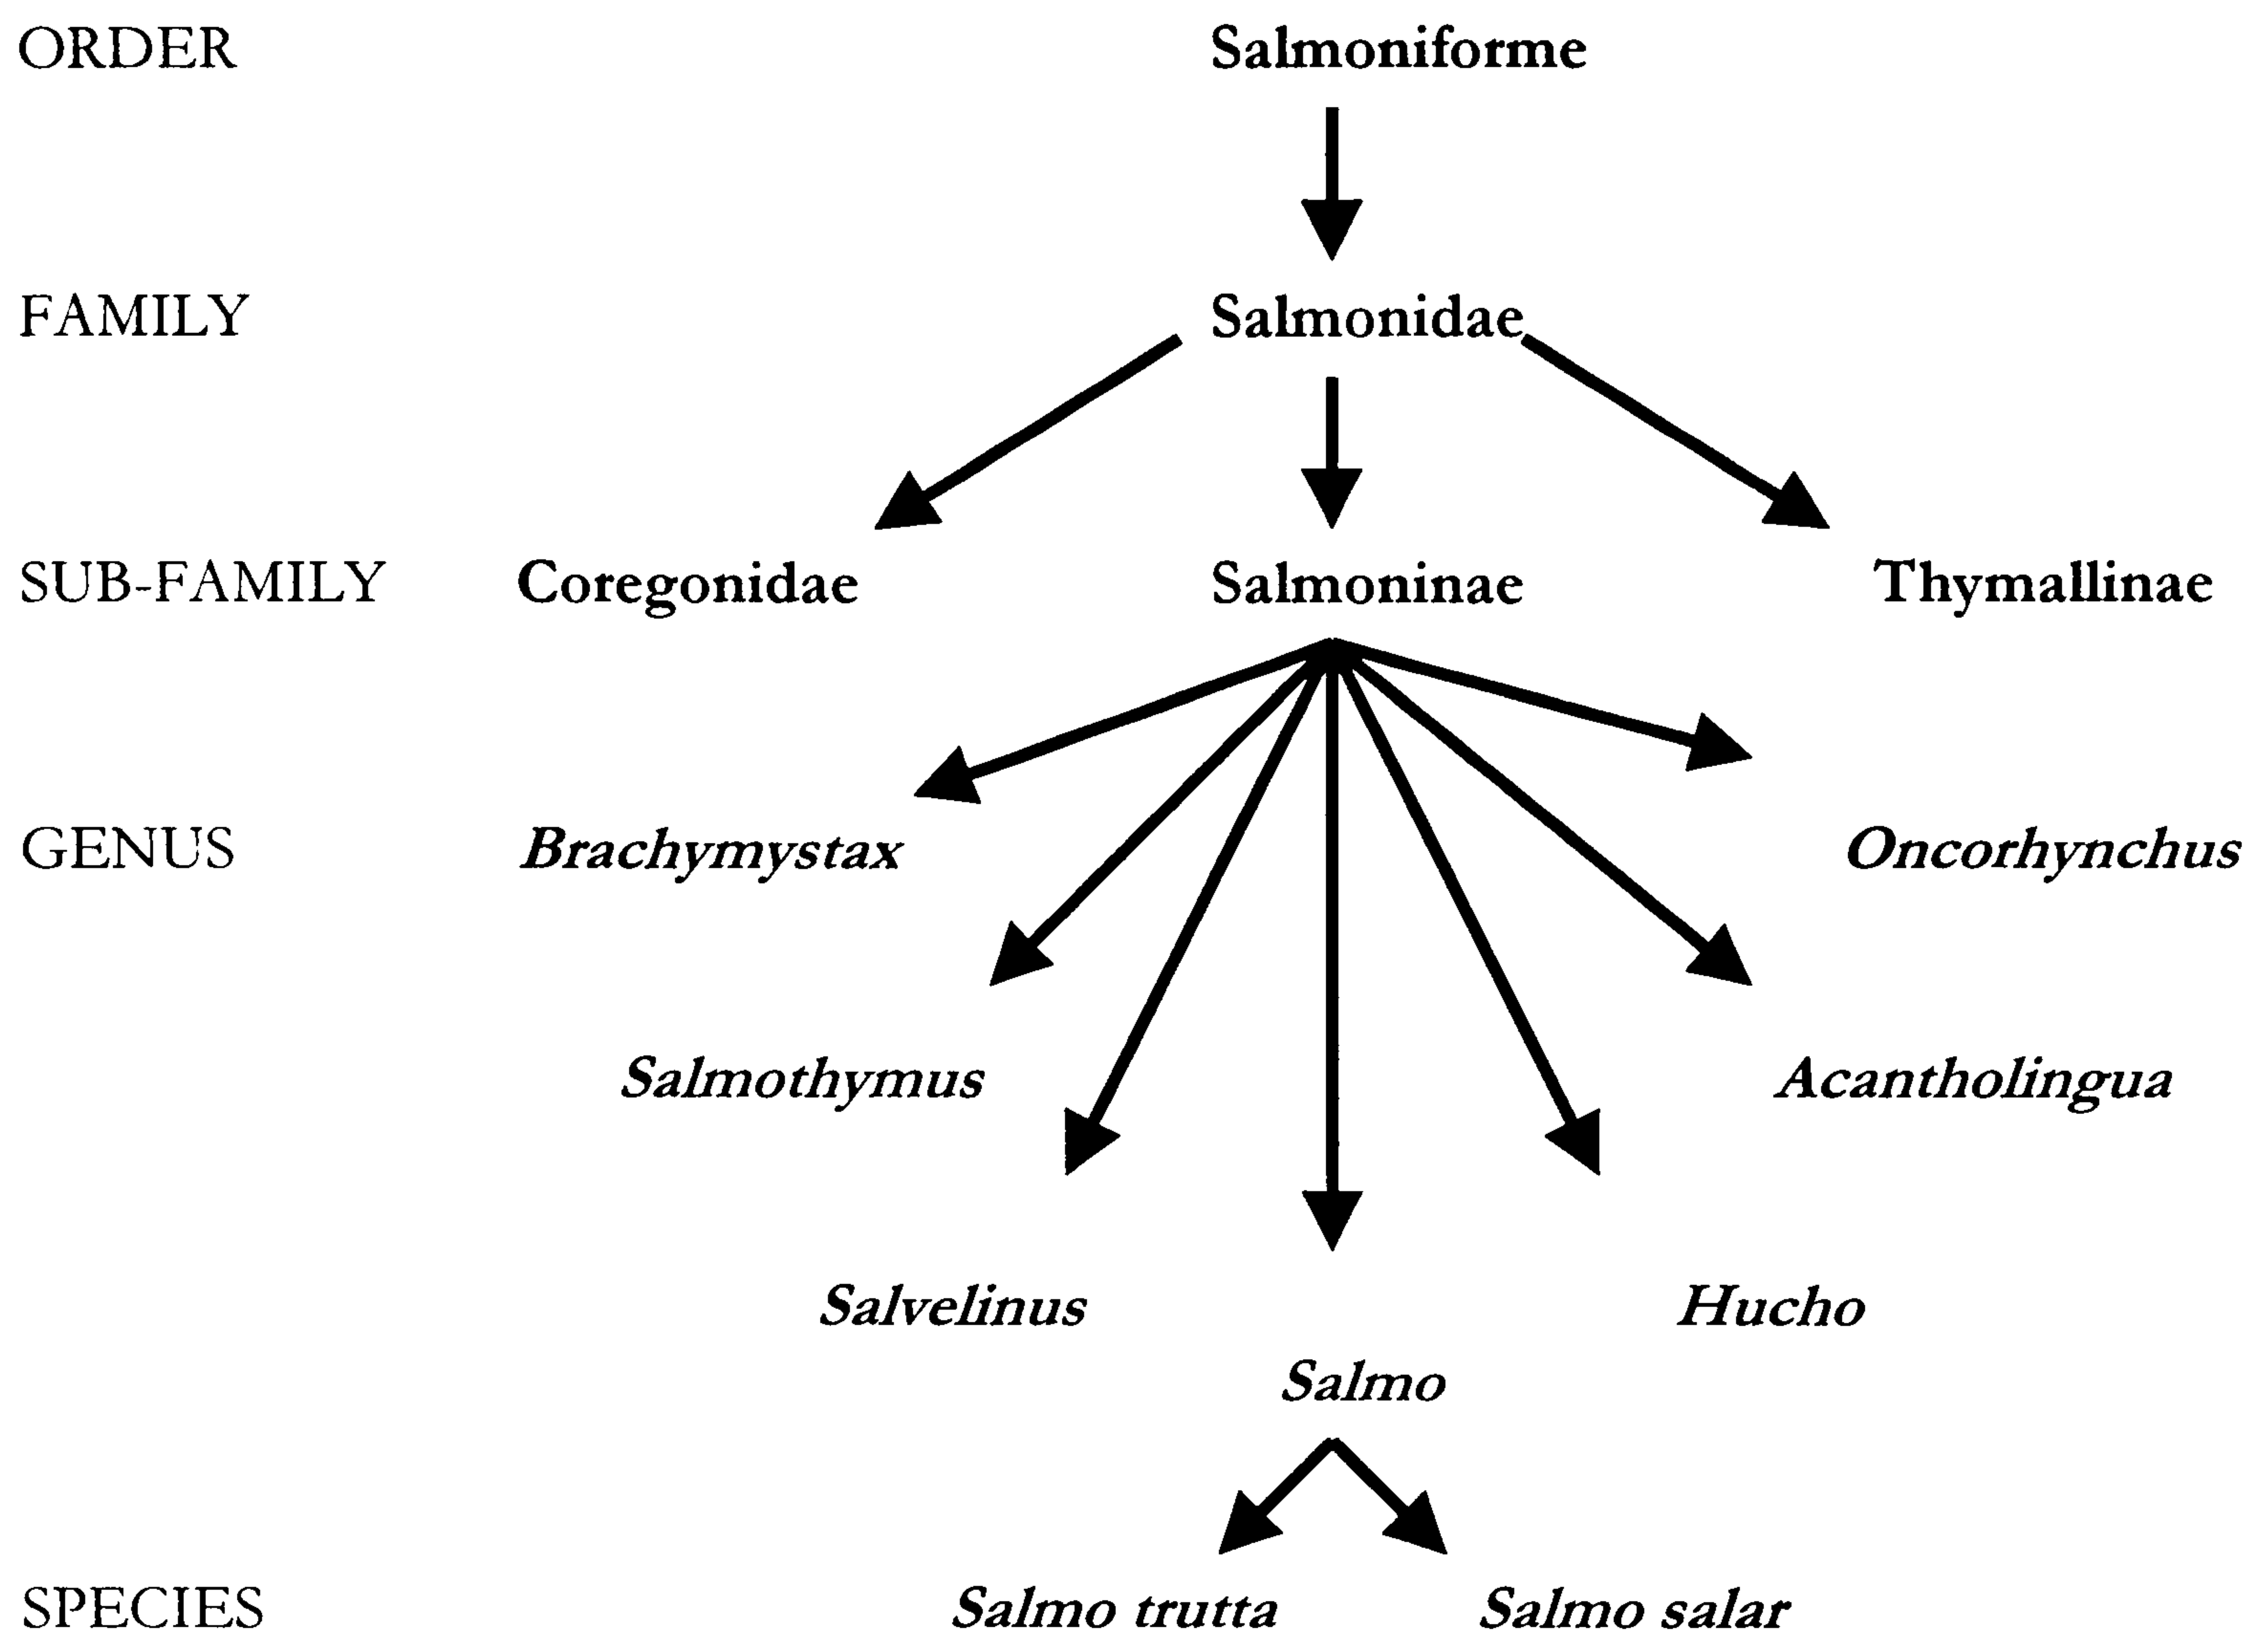 ORDER Salmoniforme
FAMILY Salmonidae
SUB-FAMILY Coregonidae Salmoninae Thymallinae
GENUS Brachymystax Oncorhynchus
Salmothymus Acantholingua
Salvelinus Hucho
Salmo
SPECIES Salmo trutta Salmo salar